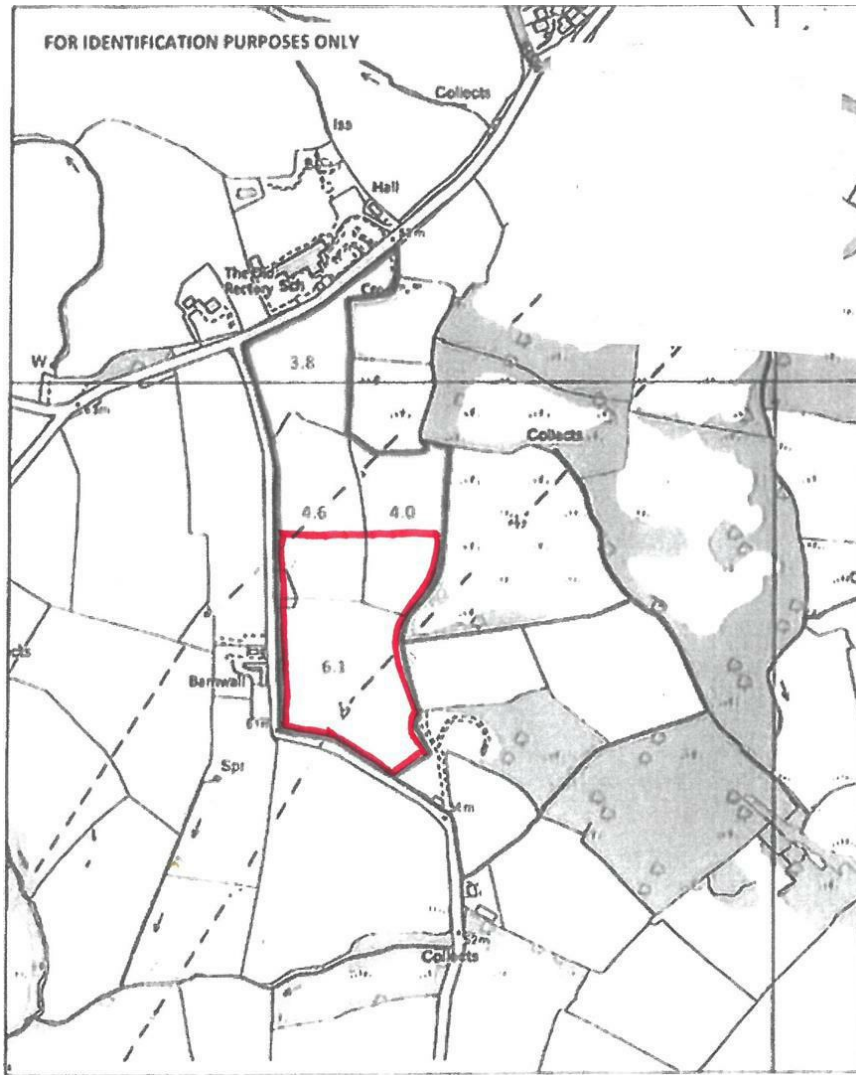 FOR IDENTIFICATION PURPOSES ONLY
Collects
Iss
Hall
The Old
Rectory
Sch
W
3.8
Collects
4.6
4.0
6.1
Barnwall
Spr
52m
Collects